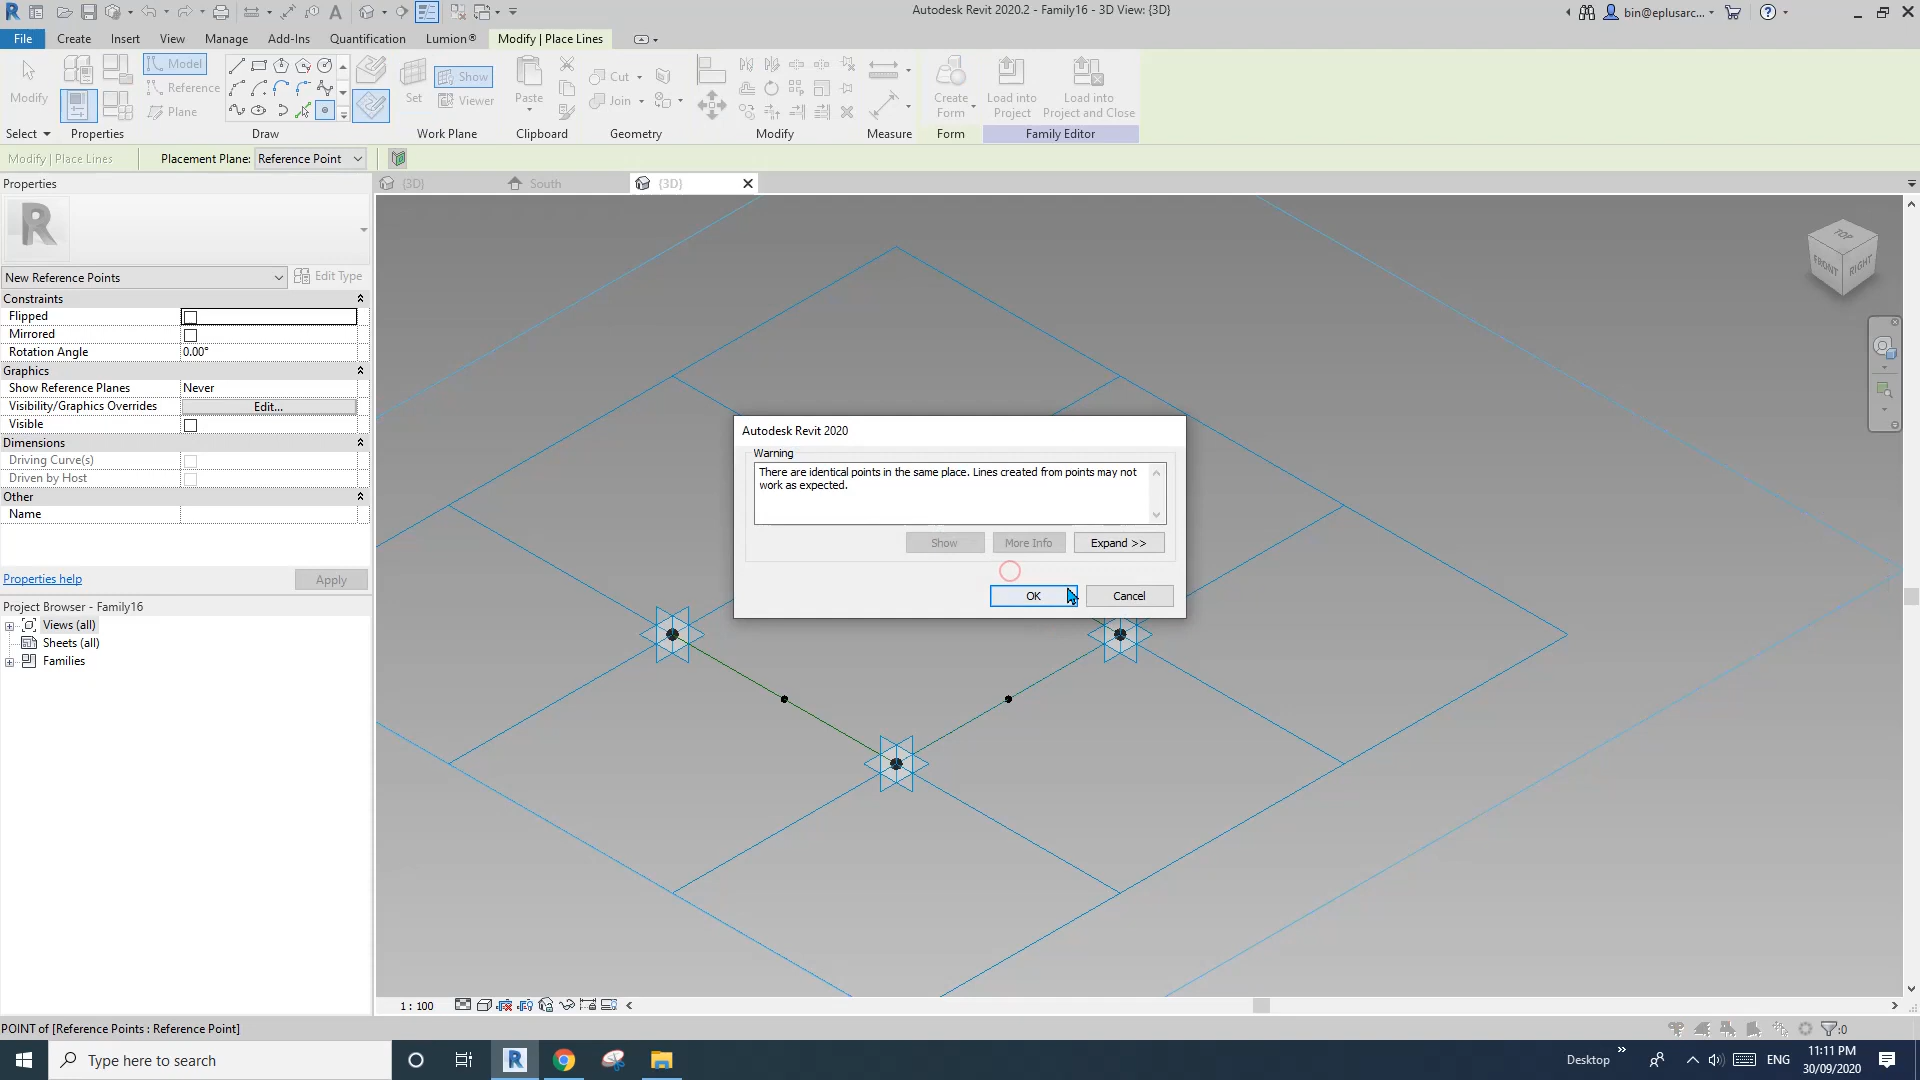 Autodesk Revit 2020.2 - Family16 - 3D View: {3D}
bin@eplusarc...
File Create Insert View Manage Add-Ins Quantification Lumion® Modify | Place Lines
Modify
Model
Reference
Plane
Set
Show
Viewer
Paste
Cut
Join
Create
Form
Load into
Project
Load into
Project and Close
Select Properties Draw Work Plane Clipboard Geometry Modify Measure Form Family Editor
Modify | Place Lines Placement Plane: Reference Point
Properties
{3D} South {3D}
R
New Reference Points Edit Type
Constraints
Flipped
Mirrored
Rotation Angle 0.00°
Graphics
Show Reference Planes Never
Visibility/Graphics Overrides Edit...
Visible
Dimensions
Driving Curve(s)
Driven by Host
Other
Name
Properties help Apply
Project Browser - Family16
Views (all)
Sheets (all)
Families
TOP
FRONT RIGHT
Autodesk Revit 2020
Warning
There are identical points in the same place. Lines created from points may not
work as expected.
Show More Info Expand >>
OK Cancel
1 : 100
POINT of [Reference Points : Reference Point]
:0
Type here to search
Desktop
ENG
11:11 PM
30/09/2020